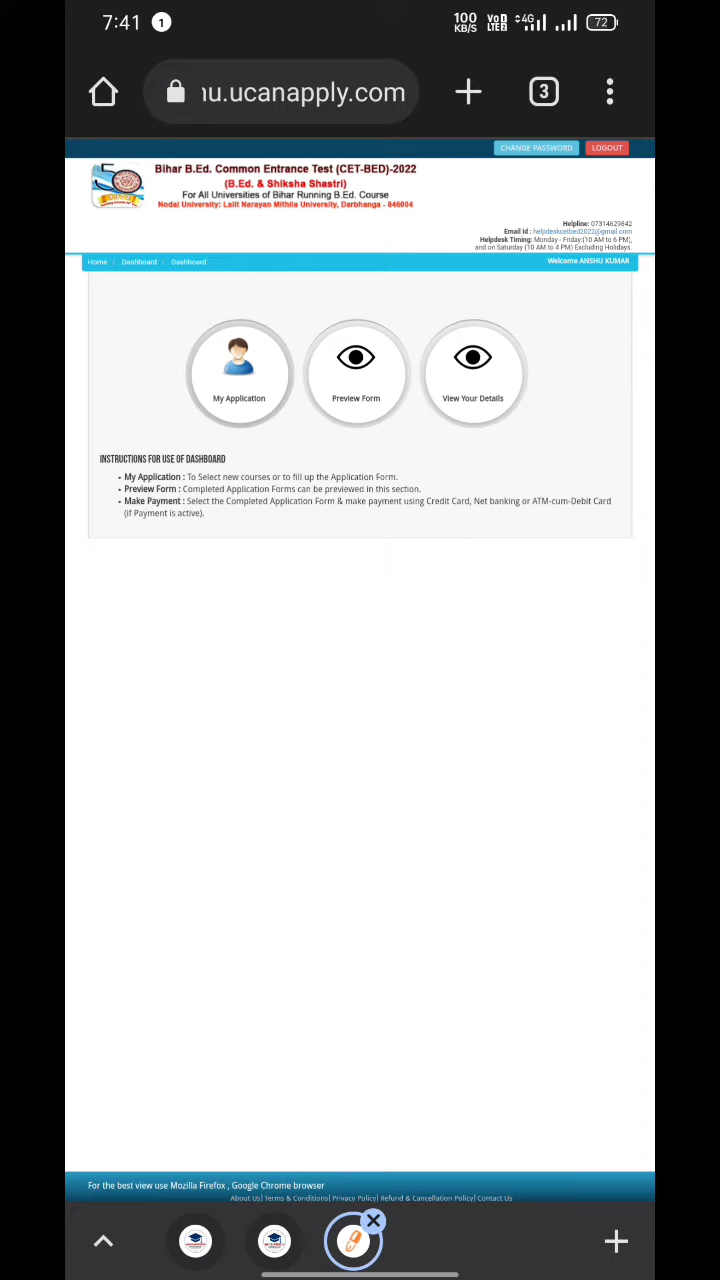 7:41 1 100 KB/S Vo LTE 2 4G 72
nu.ucanapply.com 3
CHANGE PASSWORD LOGOUT
Bihar B.Ed. Common Entrance Test (CET-BED)-2022
(B.Ed. & Shiksha Shastri)
For All Universities of Bihar Running B.Ed. Course
Nodal University: Lalit Narayan Mithila University, Darbhanga - 846004
Helpline: 07314629842
Email Id : helpdeskcetbed2022@gmail.com
Helpdesk Timing: Monday - Friday:(10 AM to 6 PM),
and on Saturday (10 AM to 4 PM) Excluding Holidays
Home / Dashboard / Dashboard Welcome ANSHU KUMAR
My Application Preview Form View Your Details
INSTRUCTIONS FOR USE OF DASHBOARD
• My Application : To Select new courses or to fill up the Application Form.
• Preview Form : Completed Application Forms can be previewed in this section.
• Make Payment : Select the Completed Application Form & make payment using Credit Card, Net banking or ATM-cum-Debit Card
(if Payment is active).
For the best view use Mozilla Firefox , Google Chrome browser
About Us| Terms & Conditions| Privacy Policy| Refund & Cancellation Policy| Contact Us